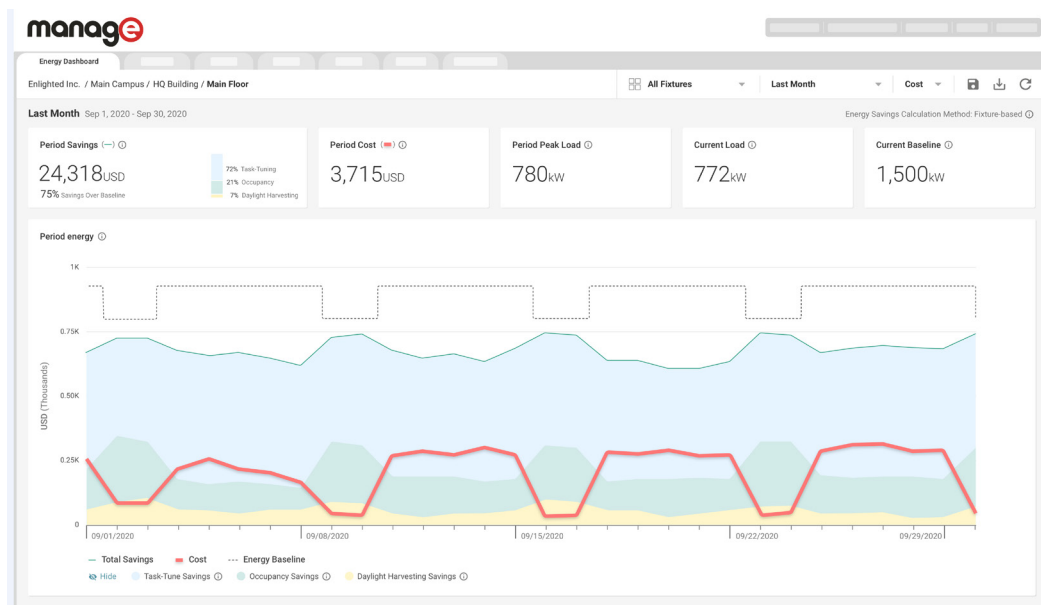 manage
Energy Dashboard
Enlighted Inc. / Main Campus / HQ Building / Main Floor
All Fixtures
Last Month
Cost
Last Month Sep 1, 2020 - Sep 30, 2020
Energy Savings Calculation Method: Fixture-based
Period Savings (—)
24,318USD
75% Savings Over Baseline
72% Task-Tuning
21% Occupancy
7% Daylight Harvesting
Period Cost ( )
3,715USD
Period Peak Load
780kW
Current Load
772kW
Current Baseline
1,500kW
Period energy
1K
0.75K
0.50K
0.25K
0
USD (Thousands)
09/01/2020
09/08/2020
09/15/2020
09/22/2020
09/29/2020
Total Savings
Cost
Energy Baseline
Hide
Task-Tune Savings
Occupancy Savings
Daylight Harvesting Savings